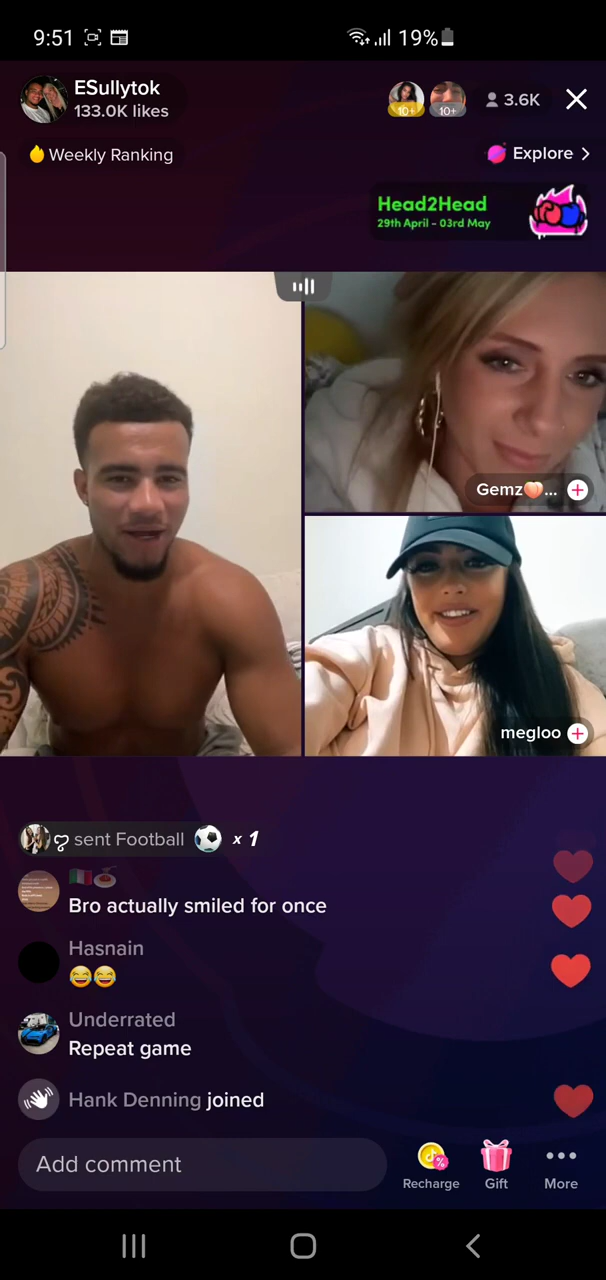 9:51
19%
ESullytok
133.0K likes
10+
10+
3.6K
Weekly Ranking
Explore
Head2Head
29th April - 03rd May
Gemz🍑...
megloo
sent Football x 1
🇮🇹🍝
Bro actually smiled for once
Hasnain
😂😂
Underrated
Repeat game
Hank Denning joined
Add comment
Recharge
Gift
More